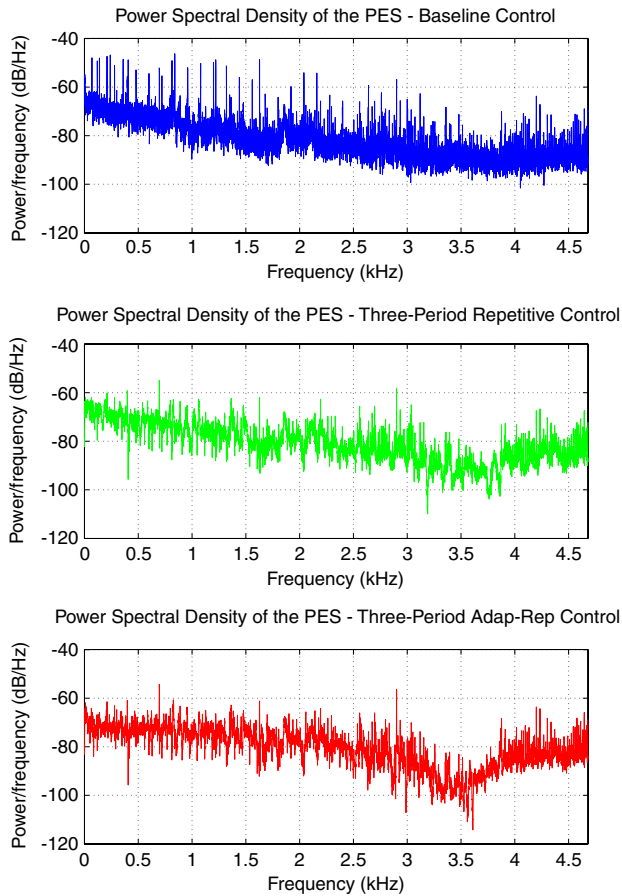 Power Spectral Density of the PES - Baseline Control
Power/frequency (dB/Hz)
-40
-60
-80
-100
-120
0 0.5 1 1.5 2 2.5 3 3.5 4 4.5
Frequency (kHz)
Power Spectral Density of the PES - Three-Period Repetitive Control
Power/frequency (dB/Hz)
-40
-60
-80
-100
-120
0 0.5 1 1.5 2 2.5 3 3.5 4 4.5
Frequency (kHz)
Power Spectral Density of the PES - Three-Period Adap-Rep Control
Power/frequency (dB/Hz)
-40
-60
-80
-100
-120
0 0.5 1 1.5 2 2.5 3 3.5 4 4.5
Frequency (kHz)